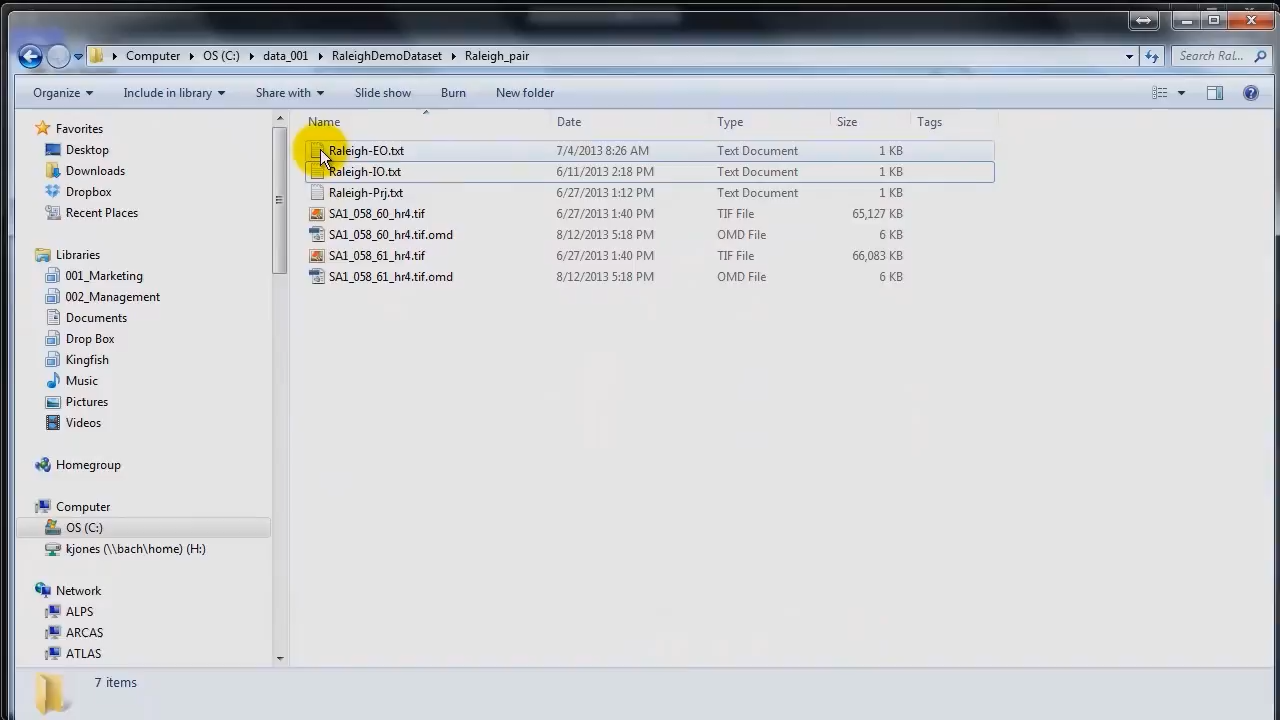 Computer OS (C:) data_001 RaleighDemoDataset Raleigh_pair Search Ral...
Organize Include in library Share with Slide show Burn New folder
Name Date Type Size Tags
Raleigh-EO.txt 7/4/2013 8:26 AM Text Document 1 KB
Raleigh-IO.txt 6/11/2013 2:18 PM Text Document 1 KB
Raleigh-Prj.txt 6/27/2013 1:12 PM Text Document 1 KB
SA1_058_60_hr4.tif 6/27/2013 1:40 PM TIF File 65,127 KB
SA1_058_60_hr4.tif.omd 8/12/2013 5:18 PM OMD File 6 KB
SA1_058_61_hr4.tif 6/27/2013 1:40 PM TIF File 66,083 KB
SA1_058_61_hr4.tif.omd 8/12/2013 5:18 PM OMD File 6 KB
Favorites
Desktop
Downloads
Dropbox
Recent Places
Libraries
001_Marketing
002_Management
Documents
Drop Box
Kingfish
Music
Pictures
Videos
Homegroup
Computer
OS (C:)
kjones (\\bach\home) (H:)
Network
ALPS
ARCAS
ATLAS
7 items